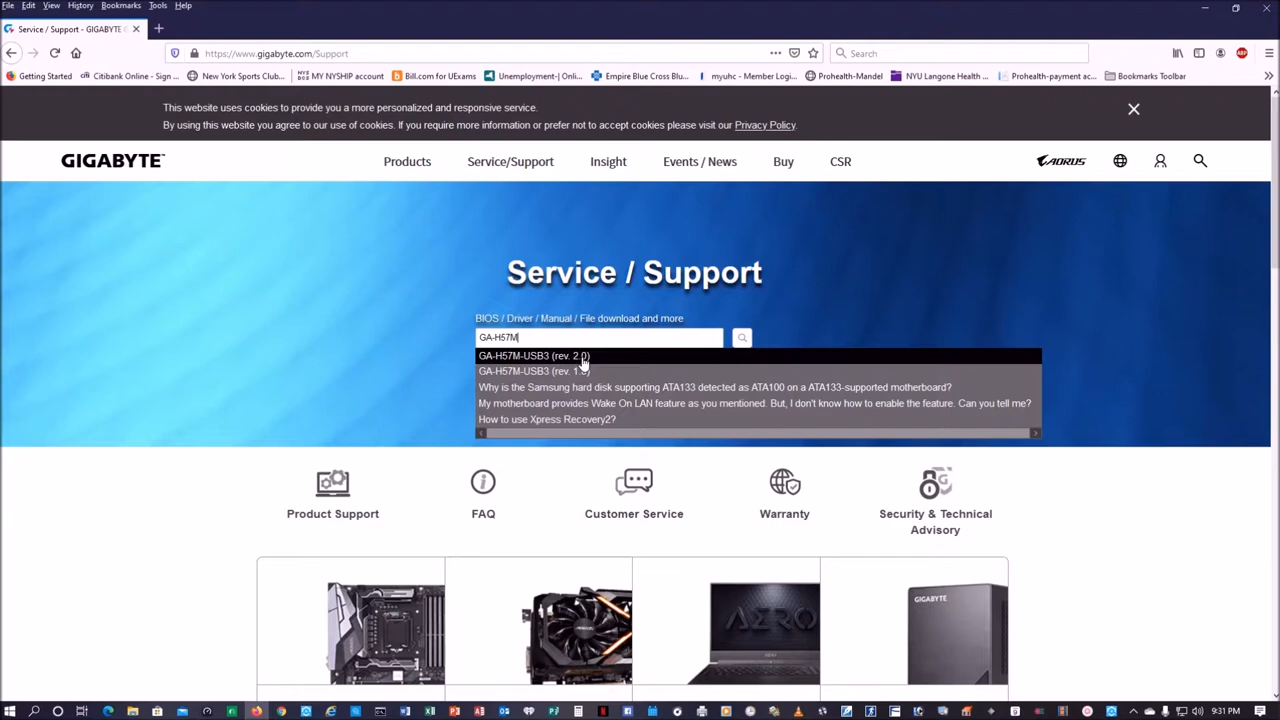 File Edit View History Bookmarks Tools Help
Service / Support - GIGABYTE G
https://www.gigabyte.com/Support
Search
Getting Started Citibank Online - Sign ... New York Sports Club... MY NYSHIP account Bill.com for UExams Unemployment-| Onli... Empire Blue Cross Blu... myuhc - Member Logi... Prohealth-Mandel NYU Langone Health ... Prohealth-payment ac... Bookmarks Toolbar
This website uses cookies to provide you a more personalized and responsive service.
By using this website you agree to our use of cookies. If you require more information or prefer not to accept cookies please visit our Privacy Policy.
GIGABYTE™ Products Service/Support Insight Events / News Buy CSR AORUS
Service / Support
BIOS / Driver / Manual / File download and more
GA-H57M
GA-H57M-USB3 (rev. 2.0)
GA-H57M-USB3 (rev. 1.0)
Why is the Samsung hard disk supporting ATA133 detected as ATA100 on a ATA133-supported motherboard?
My motherboard provides Wake On LAN feature as you mentioned. But, I don't know how to enable the feature. Can you tell me?
How to use Xpress Recovery2?
Product Support FAQ Customer Service Warranty Security & Technical
Advisory
AERO
GIGABYTE
9:31 PM